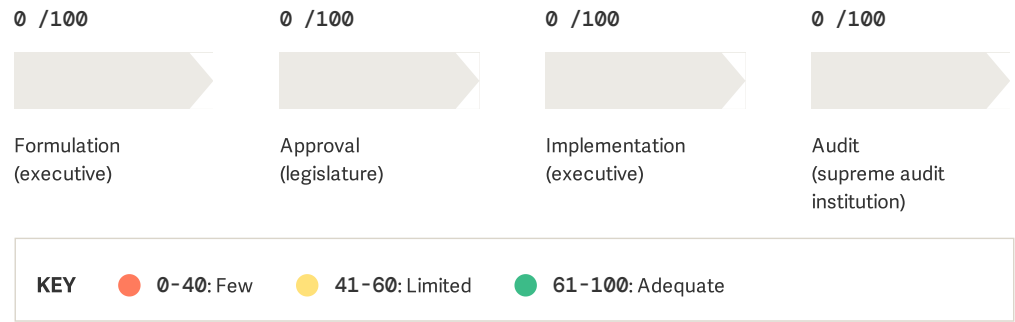 0 /100 0 /100 0 /100 0 /100
Formulation
(executive)
Approval
(legislature)
Implementation
(executive)
Audit
(supreme audit
institution)
KEY 0-40: Few 41-60: Limited 61-100: Adequate